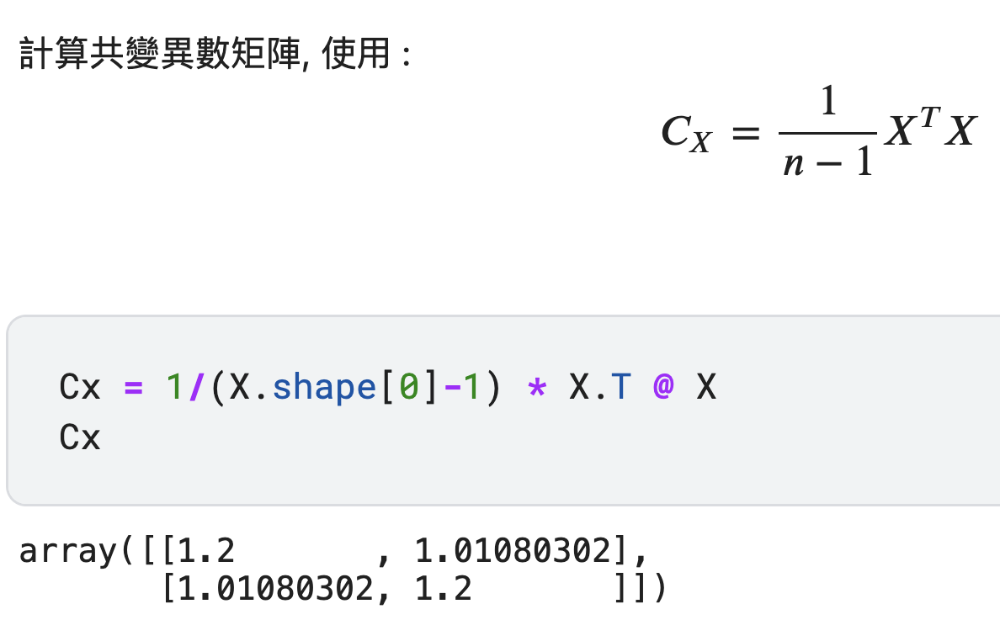 計算共變異數矩陣, 使用 :
C_X = \frac{1}{n - 1} X^T X
Cx = 1/(X.shape[0]-1) * X.T @ X
Cx
array([[1.2       , 1.01080302],
       [1.01080302, 1.2       ]])